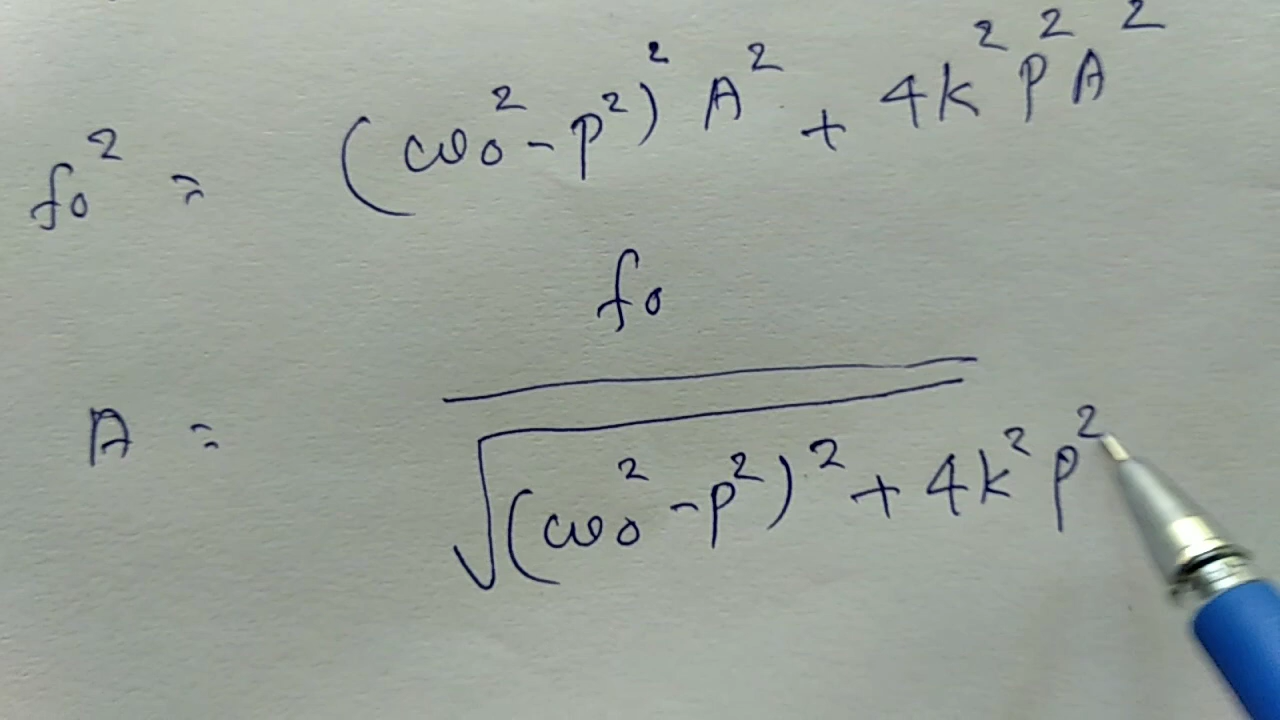 f₀² = (ω₀² - p²)² A² + 4k² p² A²
A = f₀ / √((ω₀² - p²)² + 4k² p²)